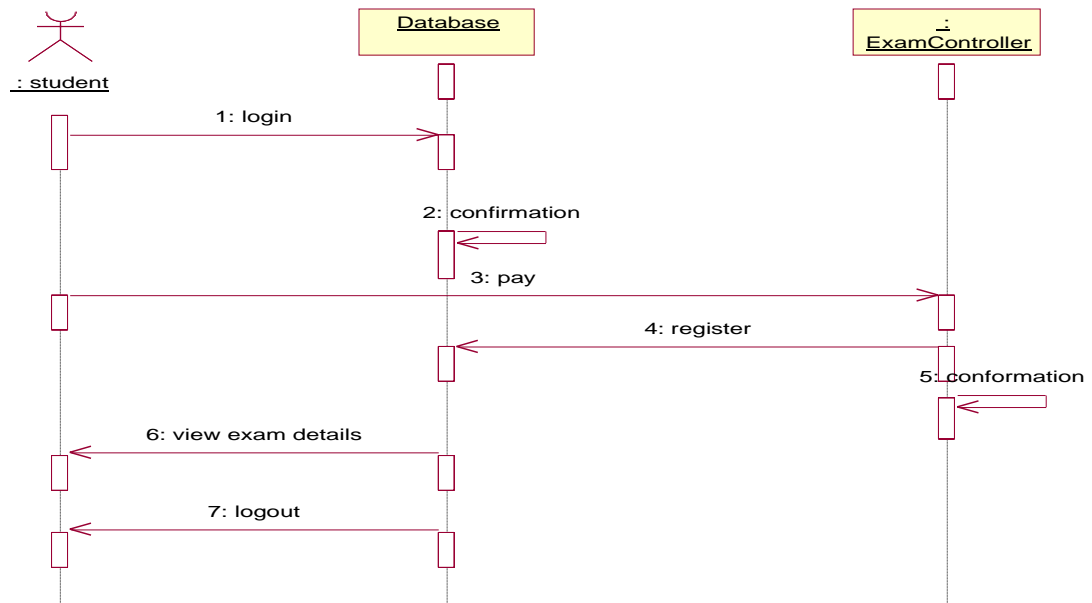 Database
:
ExamController
: student
1: login
2: confirmation
3: pay
4: register
5: conformation
6: view exam details
7: logout